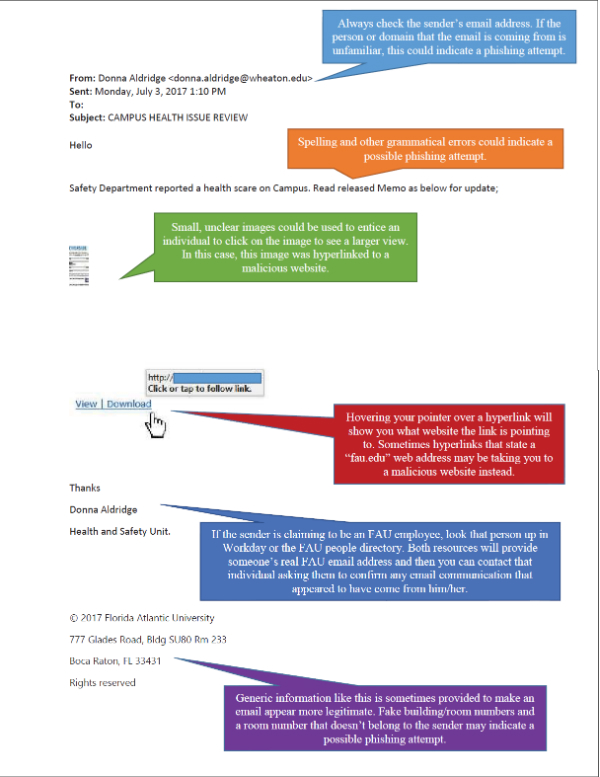 Always check the sender's email address. If the
person or domain that the email is coming from is
unfamiliar, this could indicate a phishing attempt.
From: Donna Aldridge <donna.aldridge@wheaton.edu>
Sent: Monday, July 3, 2017 1:10 PM
To:
Subject: CAMPUS HEALTH ISSUE REVIEW
Hello
Spelling and other grammatical errors could indicate a
possible phishing attempt.
Safety Department reported a health scare on Campus. Read released Memo as below for update;
Small, unclear images could be used to entice an
individual to click on the image to see a larger view.
In this case, this image was hyperlinked to a
malicious website.
http://
Click or tap to follow link.
View | Download
Hovering your pointer over a hyperlink will
show you what website the link is pointing
to. Sometimes hyperlinks that state a
“fau.edu” web address may be taking you to
a malicious website instead.
Thanks
Donna Aldridge
Health and Safety Unit.
If the sender is claiming to be an FAU employee, look that person up in
Workday or the FAU people directory. Both resources will provide
someone's real FAU email address and then you can contact that
individual asking them to confirm any email communication that
appeared to have come from him/her.
© 2017 Florida Atlantic University
777 Glades Road, Bldg SU80 Rm 233
Boca Raton, FL 33431
Rights reserved
Generic information like this is sometimes provided to make an
email appear more legitimate. Fake building/room numbers and
a room number that doesn't belong to the sender may indicate a
possible phishing attempt.